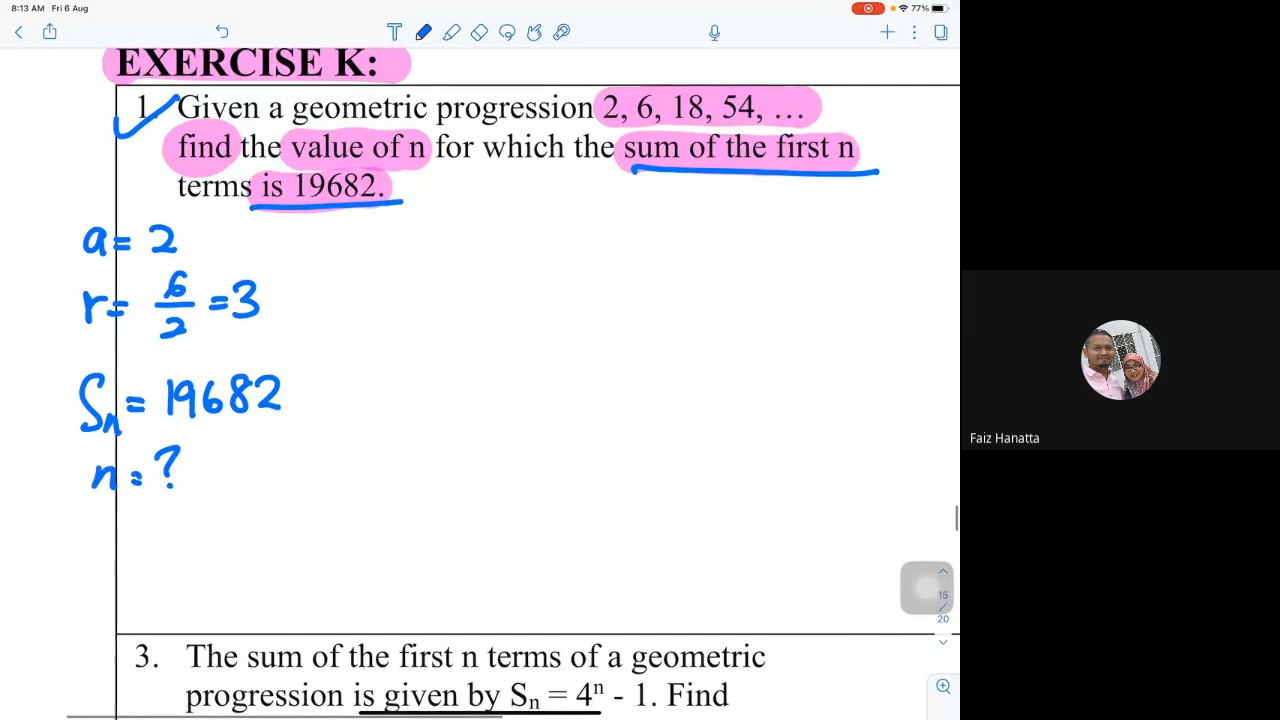 8:13 AM Fri 6 Aug
77%
EXERCISE K:
1. Given a geometric progression 2, 6, 18, 54, …
find the value of n for which the sum of the first n
terms is 19682.
a = 2
r = 6/2 = 3
Sn = 19682
n = ?
Faiz Hanatta
15
/
20
3. The sum of the first n terms of a geometric
progression is given by Sₙ = 4ⁿ - 1. Find